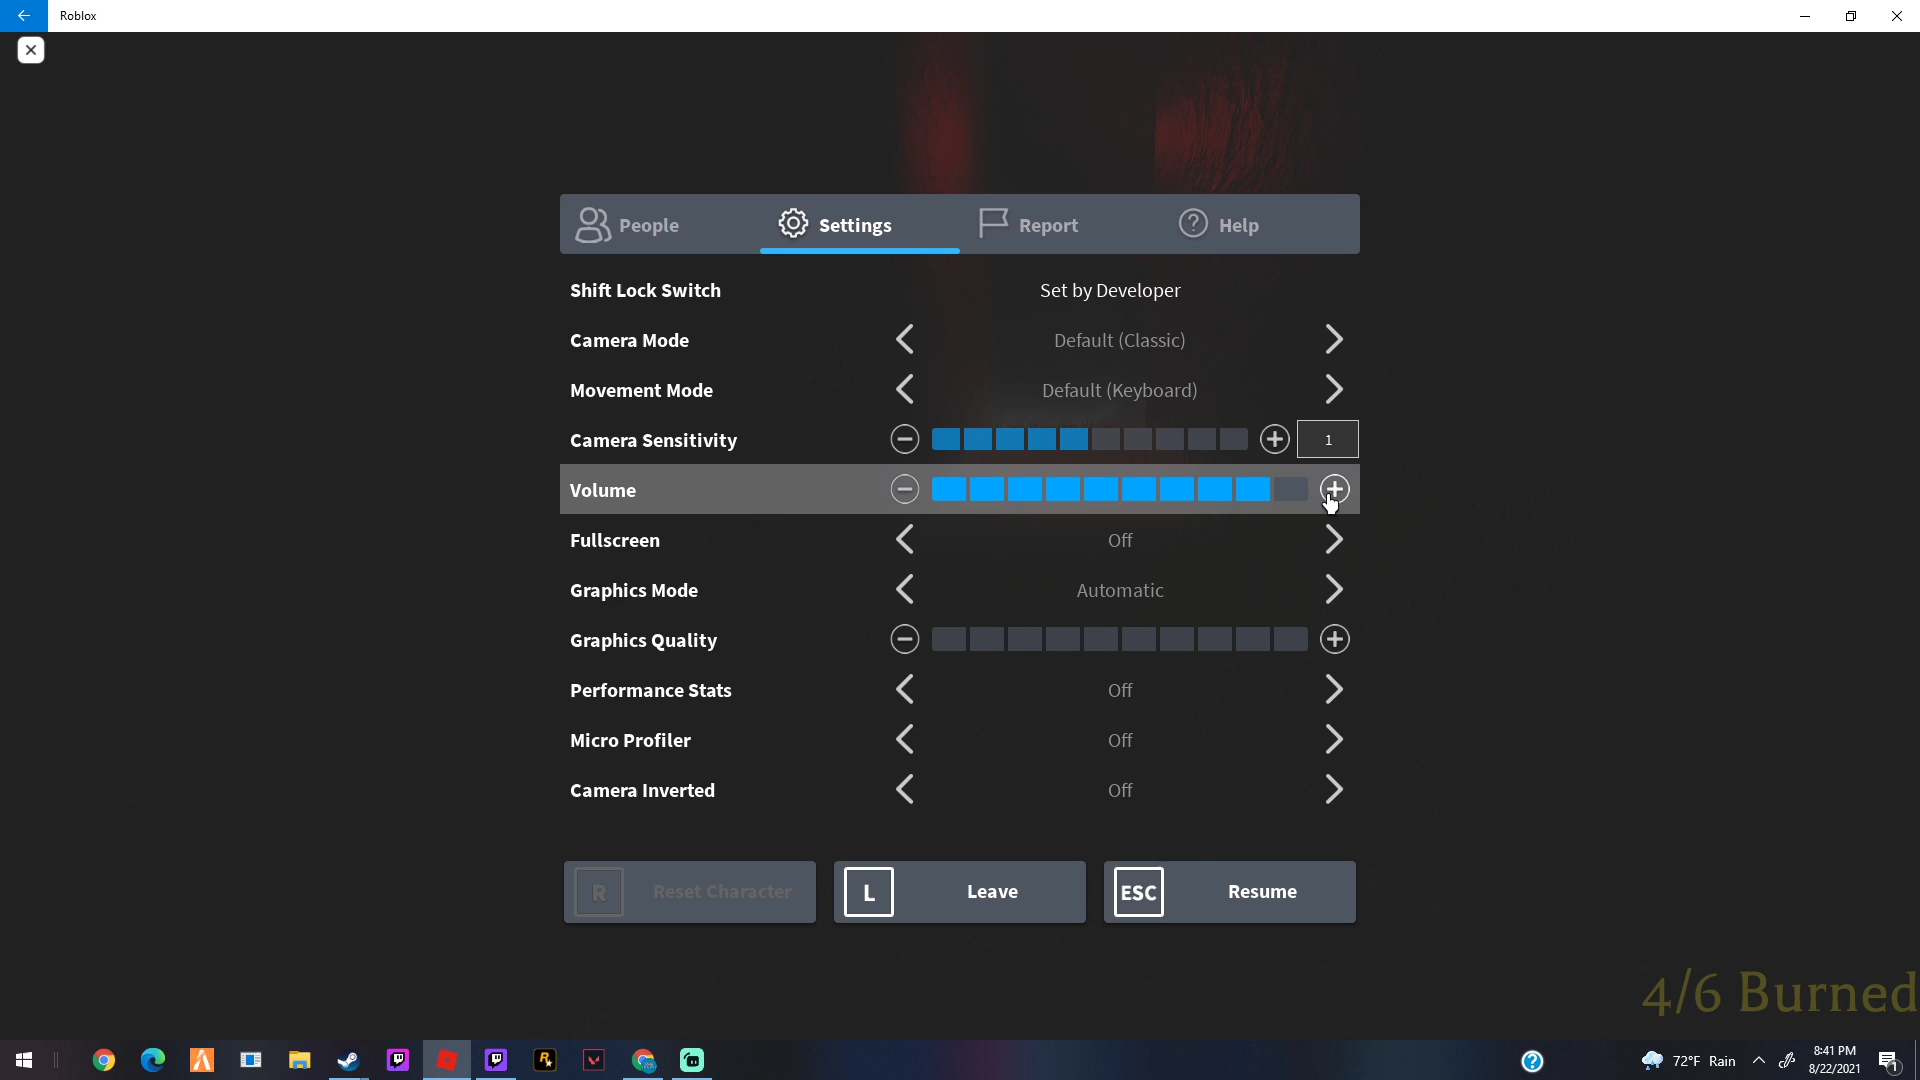 Roblox
People
Settings
Report
Help
Shift Lock Switch
Set by Developer
Camera Mode
Default (Classic)
Movement Mode
Default (Keyboard)
Camera Sensitivity
1
Volume
Fullscreen
Off
Graphics Mode
Automatic
Graphics Quality
Performance Stats
Off
Micro Profiler
Off
Camera Inverted
Off
R Reset Character
L Leave
ESC Resume
4/6 Burned
72°F Rain
8:41 PM
8/22/2021
1